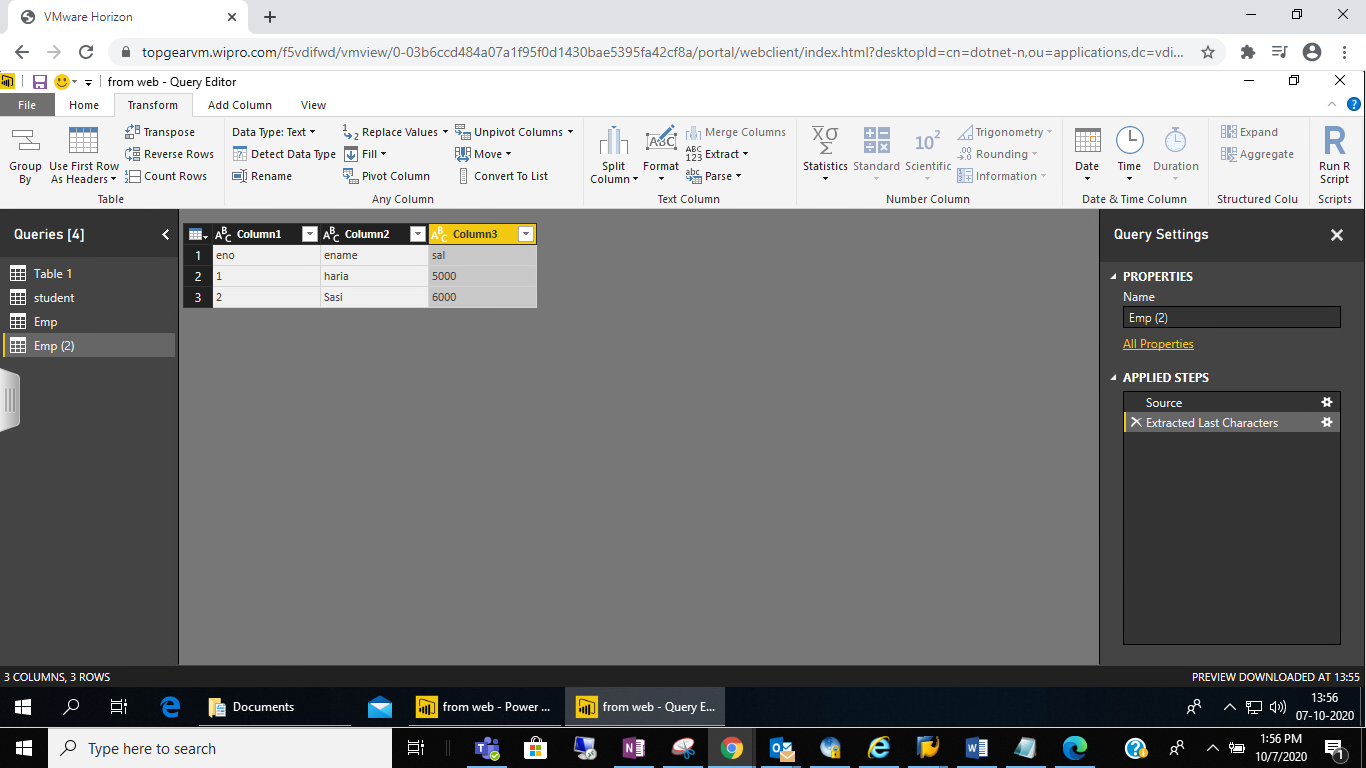 VMware Horizon
topgearvm.wipro.com/f5vdifwd/vmview/0-03b6ccd484a07a1f95f0d1430bae5395fa42cf8a/portal/webclient/index.html?desktopId=cn=dotnet-n,ou=applications,dc=vdi...
from web - Query Editor
File Home Transform Add Column View
Transpose Data Type: Text Replace Values Unpivot Columns Merge Columns Trigonometry Expand
Reverse Rows Detect Data Type Fill Move Extract Rounding Aggregate
Count Rows Rename Pivot Column Convert To List Parse Information
Group By
Use First Row As Headers
Split Column
Format
Statistics
Standard
Scientific
10²
Date
Time
Duration
Run R Script
Table Any Column Text Column Number Column Date & Time Column Structured Colu Scripts
Queries [4]
Table 1
student
Emp
Emp (2)
Column1 Column2 Column3
1 eno ename sal
2 1 haria 5000
3 2 Sasi 6000
Query Settings
PROPERTIES
Name
Emp (2)
All Properties
APPLIED STEPS
Source
Extracted Last Characters
3 COLUMNS, 3 ROWS PREVIEW DOWNLOADED AT 13:55
Documents from web - Power ... from web - Query E... 13:56
07-10-2020
Type here to search 1:56 PM
10/7/2020